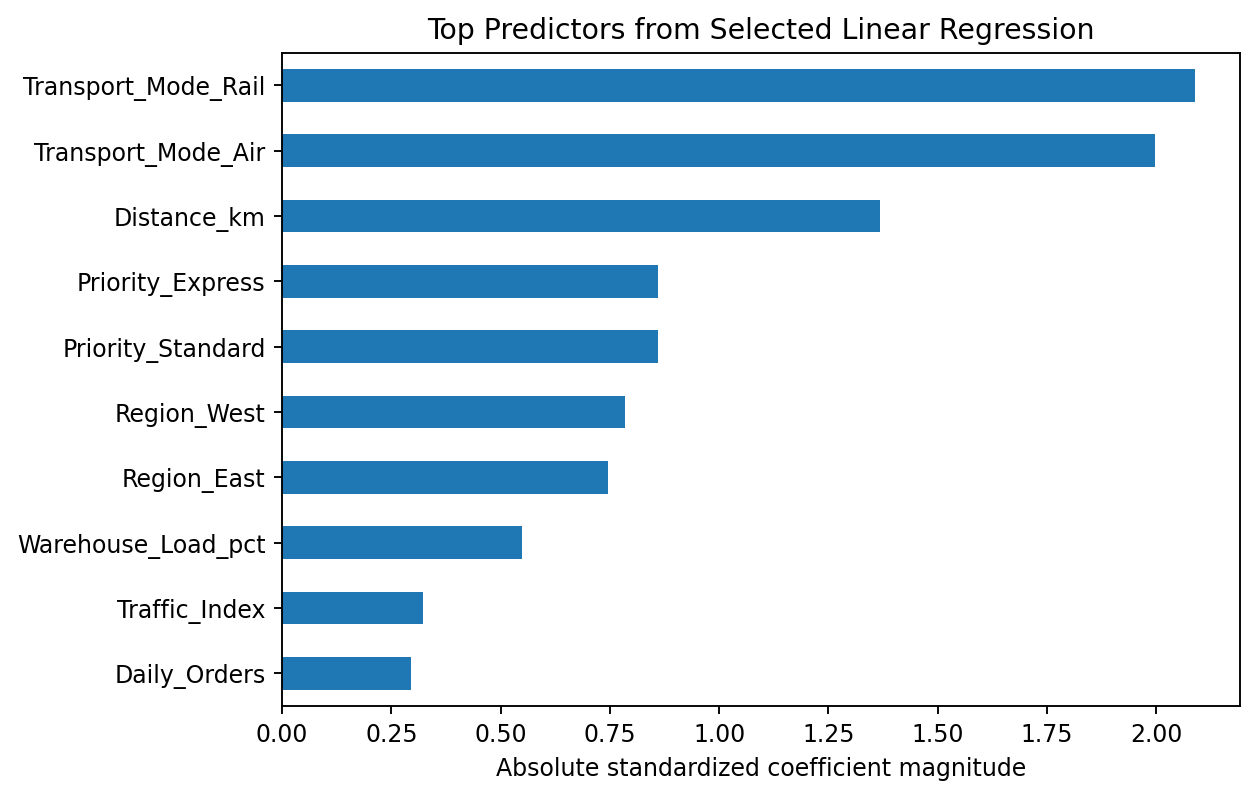 Top Predictors from Selected Linear Regression
Transport_Mode_Rail
Transport_Mode_Air
Distance_km
Priority_Express
Priority_Standard
Region_West
Region_East
Warehouse_Load_pct
Traffic_Index
Daily_Orders
0.00 0.25 0.50 0.75 1.00 1.25 1.50 1.75 2.00
Absolute standardized coefficient magnitude